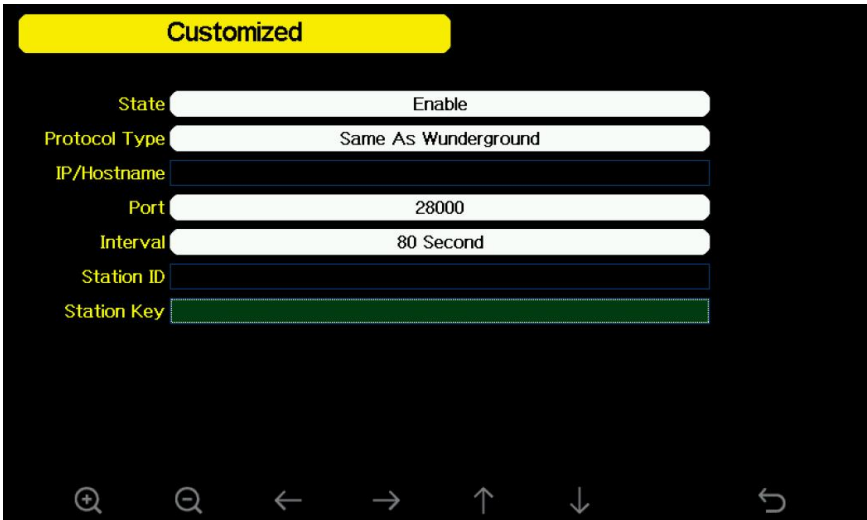 Customized
State Enable
Protocol Type Same As Wunderground
IP/Hostname
Port 28000
Interval 80 Second
Station ID
Station Key